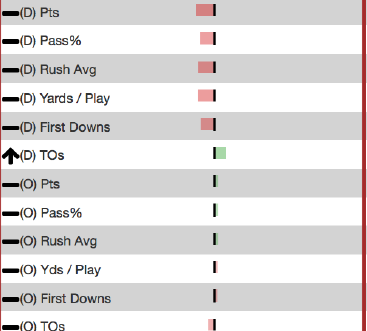 (D) Pts
(D) Pass%
(D) Rush Avg
(D) Yards / Play
(D) First Downs
(D) TOs
(O) Pts
(O) Pass%
(O) Rush Avg
(O) Yds / Play
(O) First Downs
(O) TOs